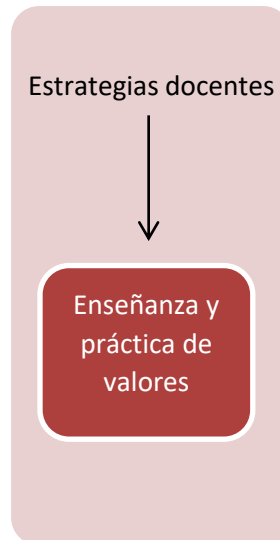 Estrategias docentes
Enseñanza y
práctica de
valores